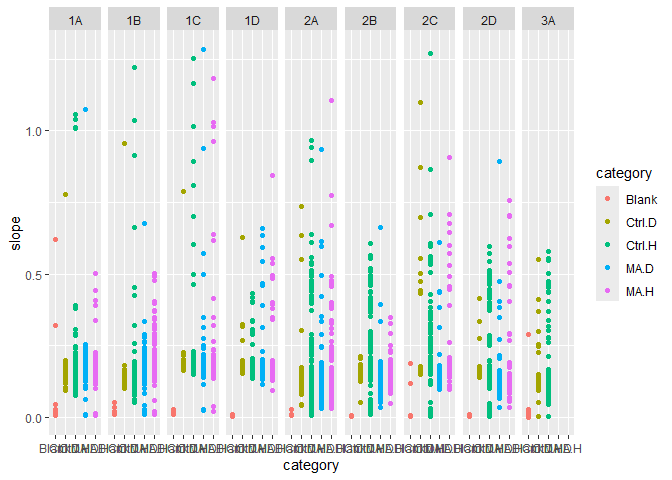 1A 1B 1C 1D 2A 2B 2C 2D 3A
1.0
0.5
0.0
slope
category
category
Blank
Ctrl.D
Ctrl.H
MA.D
MA.H